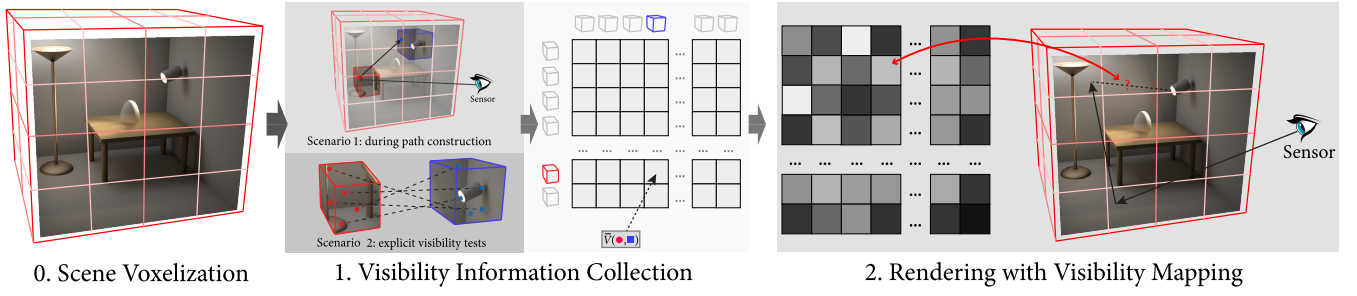 Sensor
Scenario 1: during path construction
Scenario 2: explicit visibility tests
... ...
... ... ... ... ... ... ...
...
V̅(●,■)
...
...
?
Sensor
... ... ... ... ... ... ...
...
...
0. Scene Voxelization
1. Visibility Information Collection
2. Rendering with Visibility Mapping